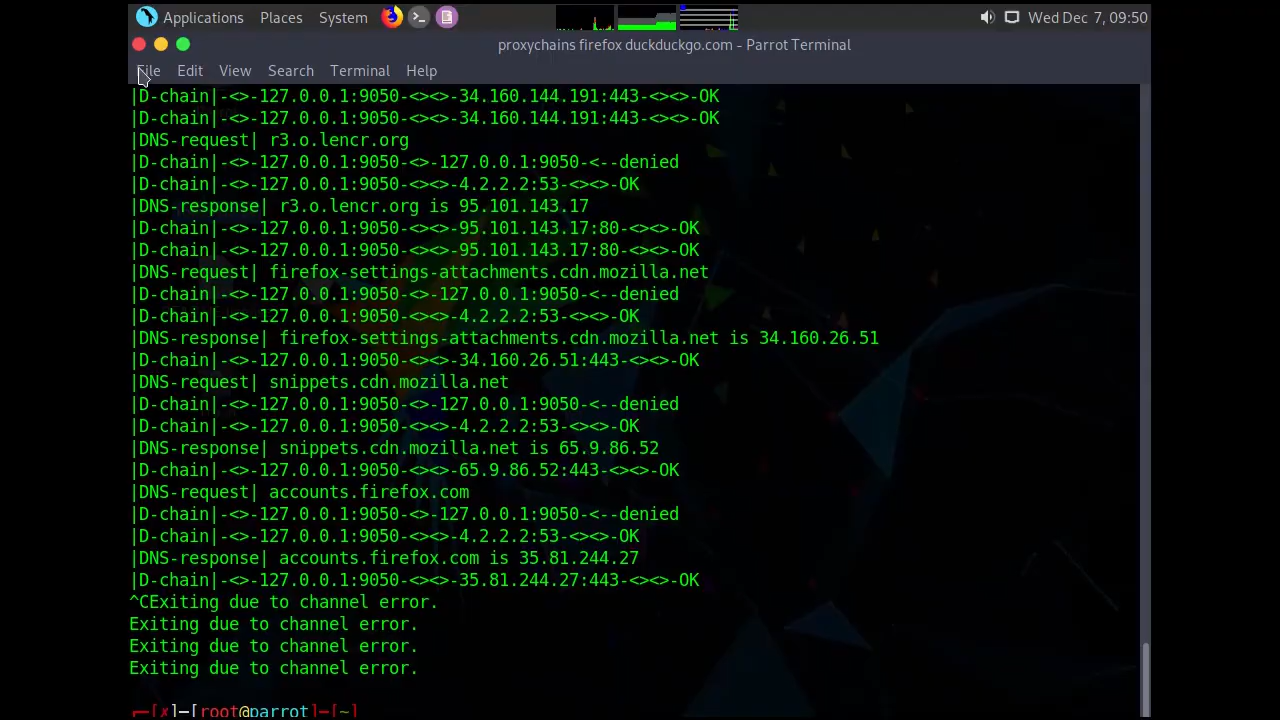 Applications Places System Wed Dec 7, 09:50
proxychains firefox duckduckgo.com - Parrot Terminal
File Edit View Search Terminal Help
|D-chain|-<>-127.0.0.1:9050-<><>-34.160.144.191:443-<><>-OK
|D-chain|-<>-127.0.0.1:9050-<><>-34.160.144.191:443-<><>-OK
|DNS-request| r3.o.lencr.org
|D-chain|-<>-127.0.0.1:9050-<>-127.0.0.1:9050-<--denied
|D-chain|-<>-127.0.0.1:9050-<><>-4.2.2.2:53-<><>-OK
|DNS-response| r3.o.lencr.org is 95.101.143.17
|D-chain|-<>-127.0.0.1:9050-<><>-95.101.143.17:80-<><>-OK
|D-chain|-<>-127.0.0.1:9050-<><>-95.101.143.17:80-<><>-OK
|DNS-request| firefox-settings-attachments.cdn.mozilla.net
|D-chain|-<>-127.0.0.1:9050-<>-127.0.0.1:9050-<--denied
|D-chain|-<>-127.0.0.1:9050-<><>-4.2.2.2:53-<><>-OK
|DNS-response| firefox-settings-attachments.cdn.mozilla.net is 34.160.26.51
|D-chain|-<>-127.0.0.1:9050-<><>-34.160.26.51:443-<><>-OK
|DNS-request| snippets.cdn.mozilla.net
|D-chain|-<>-127.0.0.1:9050-<>-127.0.0.1:9050-<--denied
|D-chain|-<>-127.0.0.1:9050-<><>-4.2.2.2:53-<><>-OK
|DNS-response| snippets.cdn.mozilla.net is 65.9.86.52
|D-chain|-<>-127.0.0.1:9050-<><>-65.9.86.52:443-<><>-OK
|DNS-request| accounts.firefox.com
|D-chain|-<>-127.0.0.1:9050-<>-127.0.0.1:9050-<--denied
|D-chain|-<>-127.0.0.1:9050-<><>-4.2.2.2:53-<><>-OK
|DNS-response| accounts.firefox.com is 35.81.244.27
|D-chain|-<>-127.0.0.1:9050-<><>-35.81.244.27:443-<><>-OK
^CExiting due to channel error.
Exiting due to channel error.
Exiting due to channel error.
Exiting due to channel error.
┌─[✗]─[root@parrot]─[~]